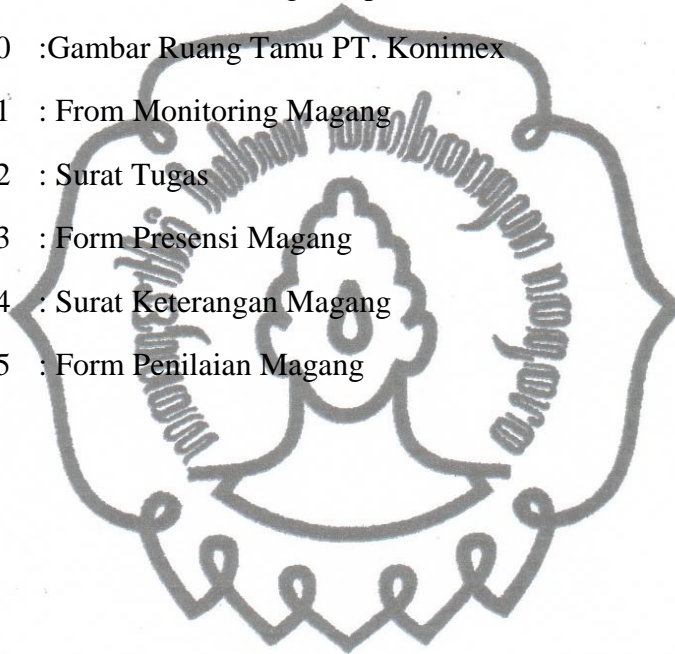 0 :Gambar Ruang Tamu PT. Konimex
1 : From Monitoring Magang
2 : Surat Tugas
3 : Form Presensi Magang
4 : Surat Keterangan Magang
5 : Form Penilaian Magang